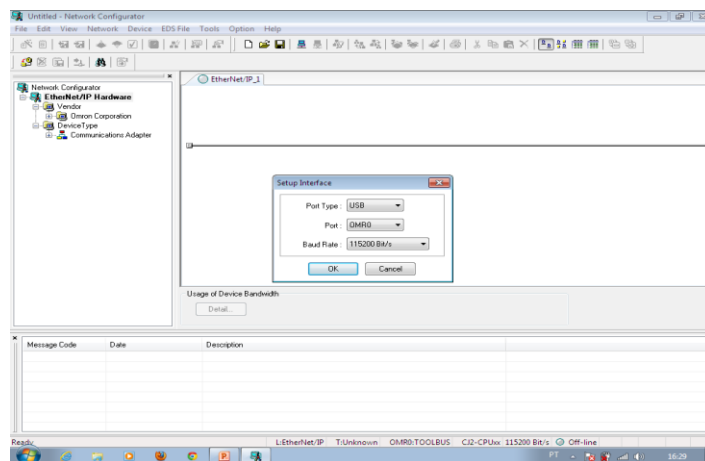 Untitled - Network Configurator
File Edit View Network Device EDS File Tools Option Help
EtherNet/IP_1
Network Configurator
EtherNet/IP Hardware
Vendor
Omron Corporation
DeviceType
Communications Adapter
Setup Interface
Port Type : USB
Port : OMR0
Baud Rate : 115200 Bit/s
OK Cancel
Usage of Device Bandwidth
Detail...
Message Code Date Description
Ready L:EtherNet/IP T:Unknown OMR0:TOOLBUS CJ2-CPUxx 115200 Bit/s Off-line
PT 16:29